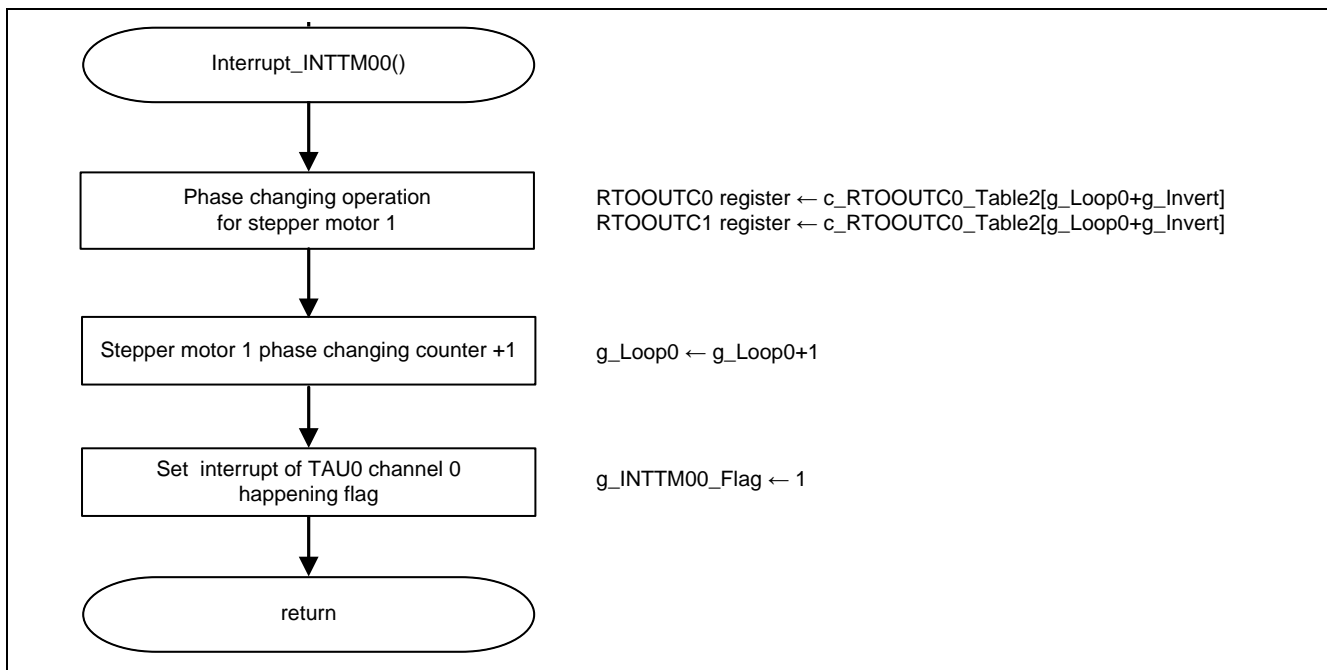 Interrupt_INTTM00()
Phase changing operation
for stepper motor 1
RTOOUTC0 register ← c_RTOOUTC0_Table2[g_Loop0+g_Invert]
RTOOUTC1 register ← c_RTOOUTC0_Table2[g_Loop0+g_Invert]
Stepper motor 1 phase changing counter +1
g_Loop0 ← g_Loop0+1
Set interrupt of TAU0 channel 0
happening flag
g_INTTM00_Flag ← 1
return